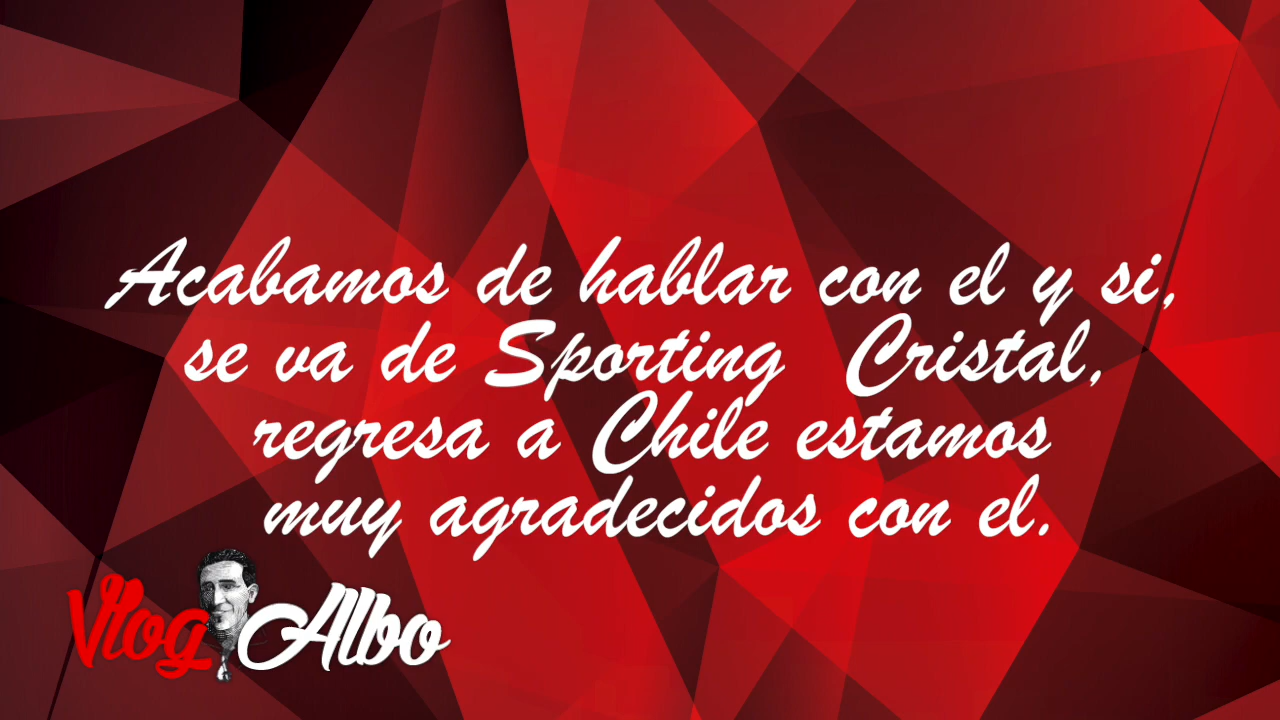 Acabamos de hablar con el y si,
se va de Sporting Cristal,
regresa a Chile estamos
muy agradecidos con el.
Vlog Albo